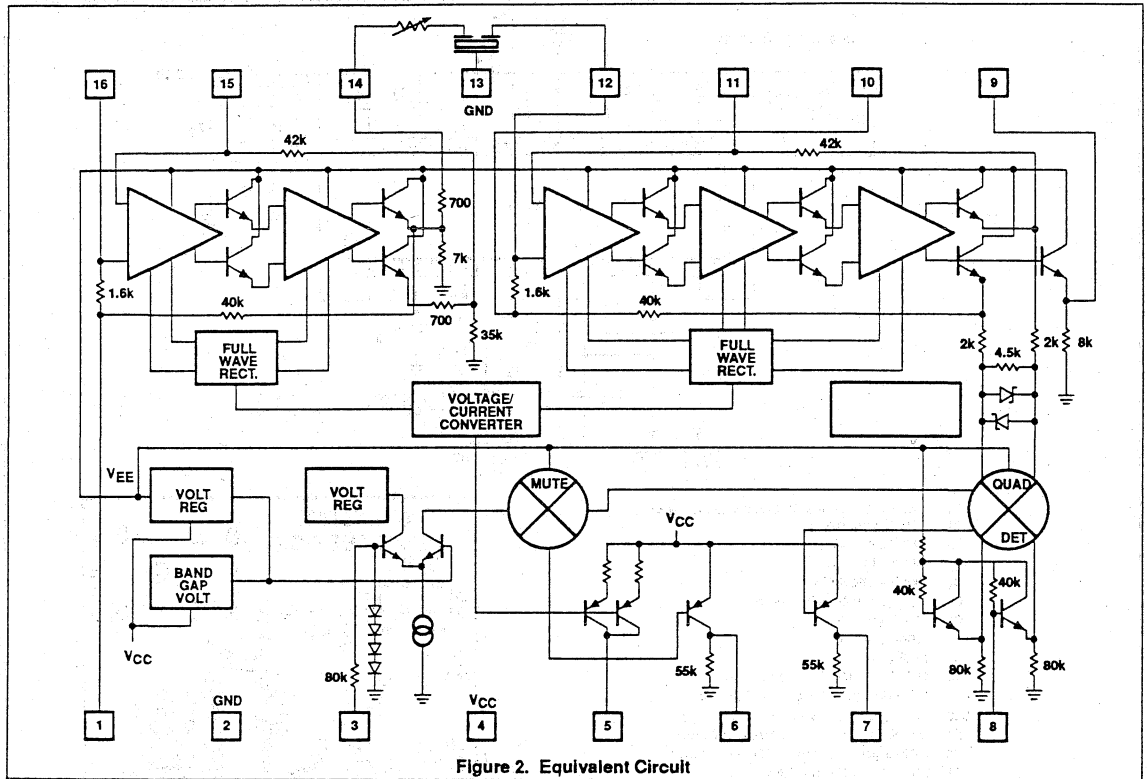 16
15
14
13
GND
12
11
10
9
42k
42k
700
7k
1.6k
40k
700
35k
1.6k
40k
2k
4.5k
2k
8k
FULL
WAVE
RECT.
FULL
WAVE
RECT.
VOLTAGE/
CURRENT
CONVERTER
VEE
VOLT
REG
VOLT
REG
MUTE
QUAD
DET
VCC
BAND
GAP
VOLT
VCC
40k
40k
80k
55k
55k
80k
80k
1
GND
2
3
VCC
4
5
6
7
8
Figure 2. Equivalent Circuit